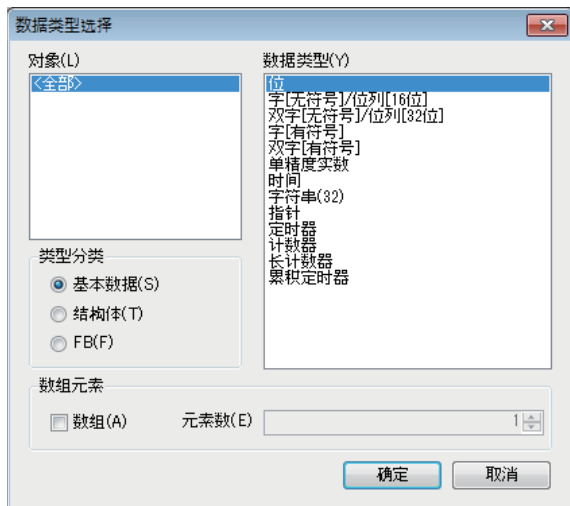 数据类型选择
对象(L)
<全部>
数据类型(Y)
位
字[无符号]/位列[16位]
双字[无符号]/位列[32位]
字[有符号]
双字[有符号]
单精度实数
时间
字符串(32)
指针
定时器
计数器
长计数器
累积定时器
类型分类
基本数据(S)
结构体(T)
FB(F)
数组元素
数组(A)
元素数(E)
1
确定
取消